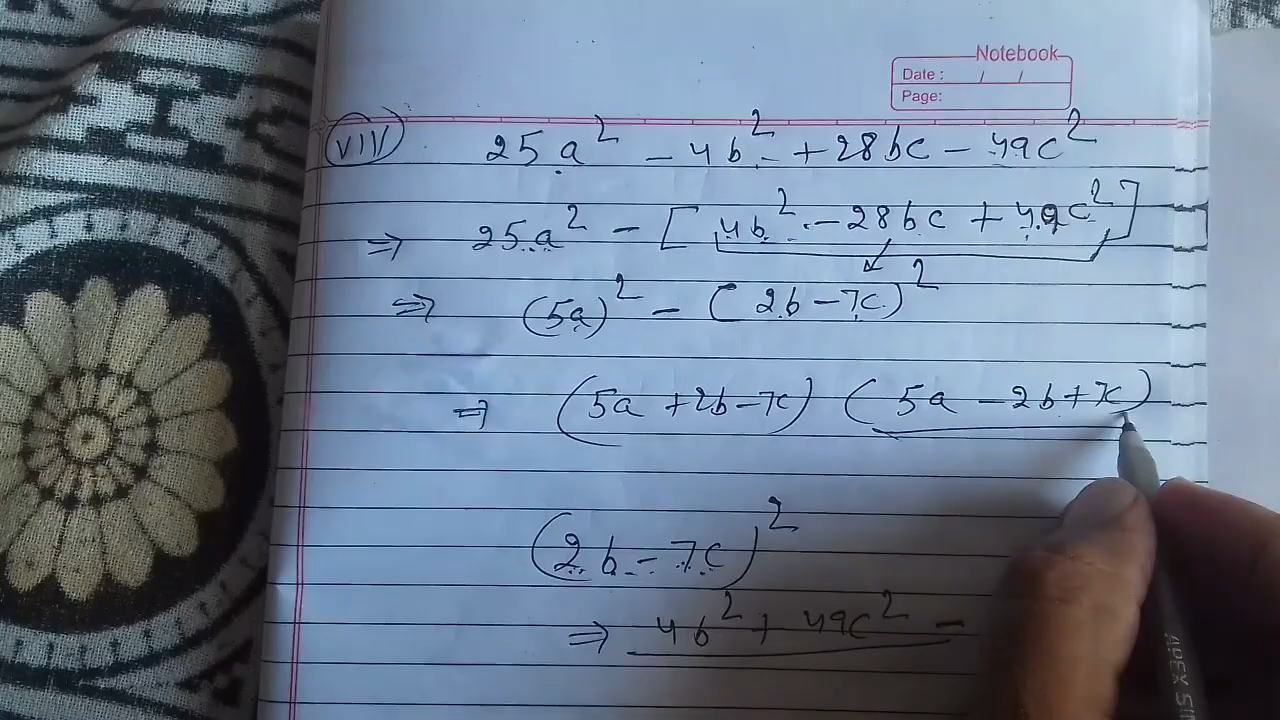 Notebook
Date : / /
Page:
VIII 25a² - 4b² + 28bc - 49c²
⇒ 25a² - [4b² - 28bc + 49c²]
⇒ (5a)² - (2b - 7c)²
⇒ (5a + 2b - 7c) (5a - 2b + 7c)
(2b - 7c)²
⇒ 4b² + 49c² -